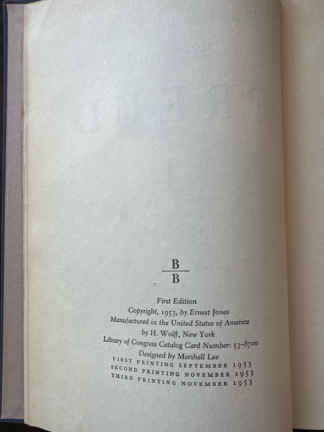 B
B
First Edition
Copyright, 1953, by Ernest Jones
Manufactured in the United States of America
by H. Wolff, New York
Library of Congress Catalog Card Number: 53-8700
Designed by Marshall Lee
FIRST PRINTING SEPTEMBER 1953
SECOND PRINTING NOVEMBER 1953
THIRD PRINTING NOVEMBER 1953